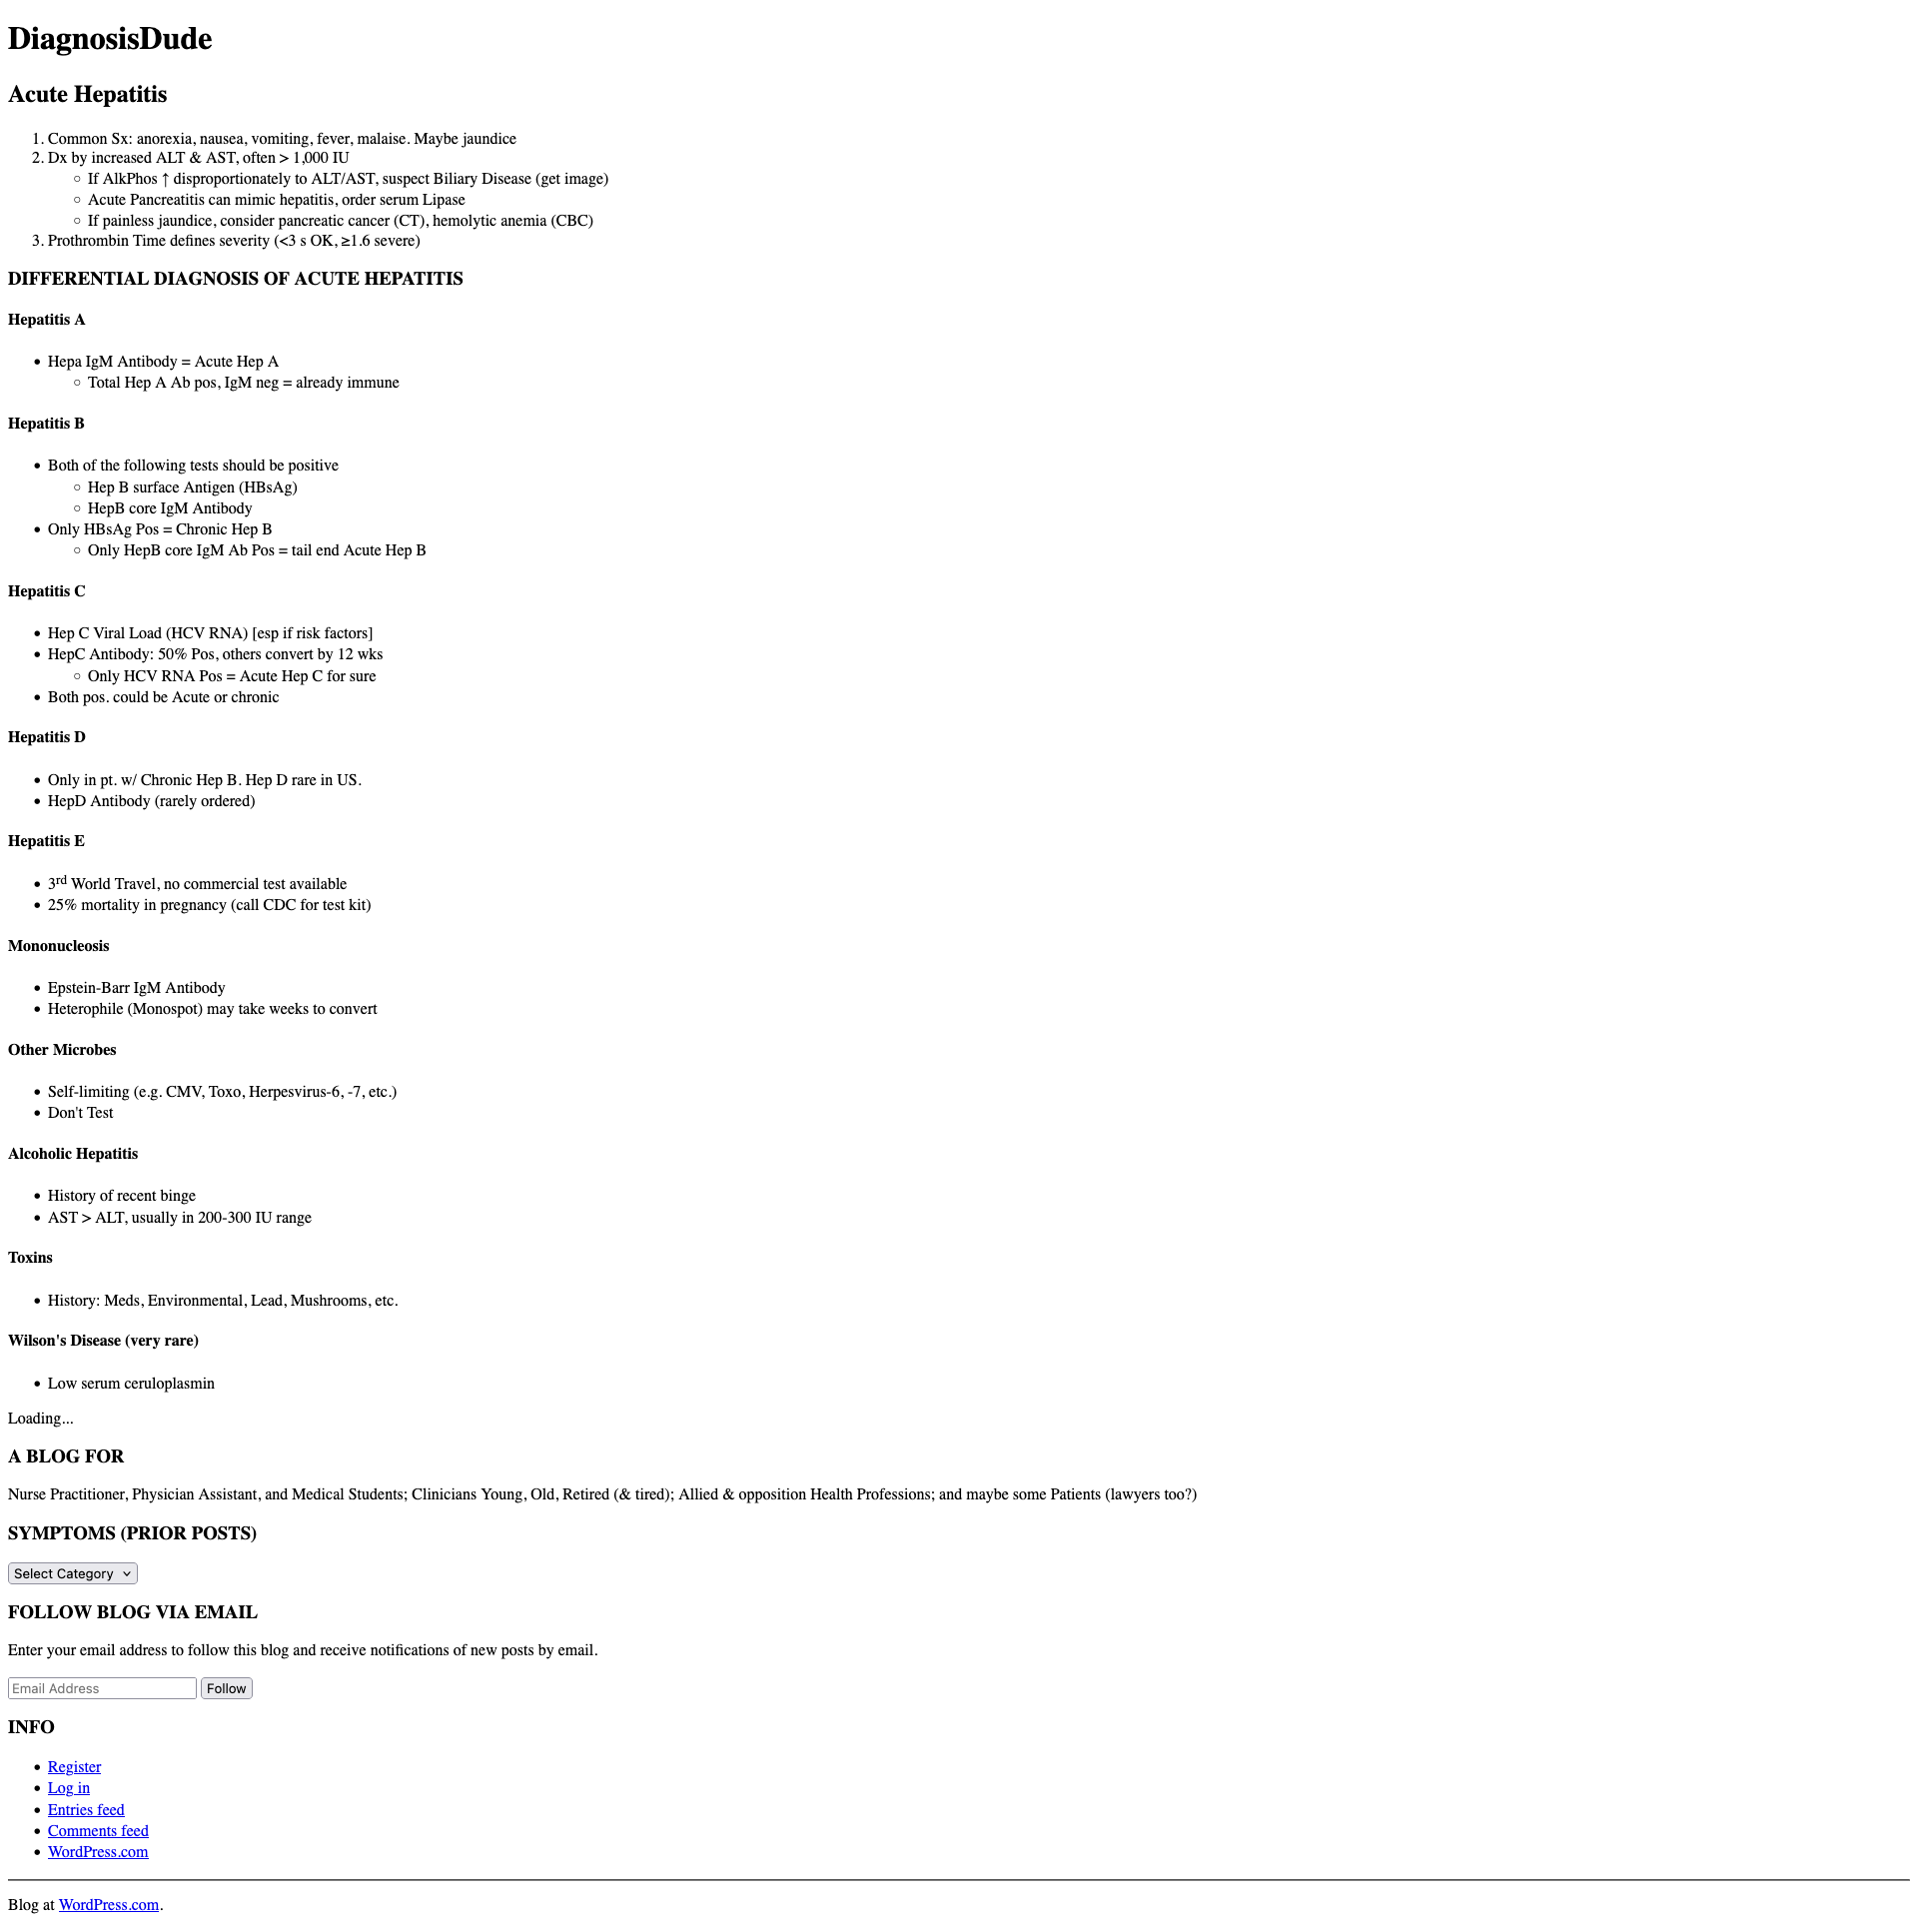 DiagnosisDude
Acute Hepatitis
1. Common Sx: anorexia, nausea, vomiting, fever, malaise. Maybe jaundice
2. Dx by increased ALT & AST, often > 1,000 IU
◦ If AlkPhos ↑ disproportionately to ALT/AST, suspect Biliary Disease (get image)
◦ Acute Pancreatitis can mimic hepatitis, order serum Lipase
◦ If painless jaundice, consider pancreatic cancer (CT), hemolytic anemia (CBC)
3. Prothrombin Time defines severity (<3 s OK, ≥1.6 severe)
DIFFERENTIAL DIAGNOSIS OF ACUTE HEPATITIS
Hepatitis A
• Hepa IgM Antibody = Acute Hep A
◦ Total Hep A Ab pos, IgM neg = already immune
Hepatitis B
• Both of the following tests should be positive
◦ Hep B surface Antigen (HBsAg)
◦ HepB core IgM Antibody
• Only HBsAg Pos = Chronic Hep B
◦ Only HepB core IgM Ab Pos = tail end Acute Hep B
Hepatitis C
• Hep C Viral Load (HCV RNA) [esp if risk factors]
• HepC Antibody: 50% Pos, others convert by 12 wks
◦ Only HCV RNA Pos = Acute Hep C for sure
• Both pos. could be Acute or chronic
Hepatitis D
• Only in pt. w/ Chronic Hep B. Hep D rare in US.
• HepD Antibody (rarely ordered)
Hepatitis E
• 3rd World Travel, no commercial test available
• 25% mortality in pregnancy (call CDC for test kit)
Mononucleosis
• Epstein-Barr IgM Antibody
• Heterophile (Monospot) may take weeks to convert
Other Microbes
• Self-limiting (e.g. CMV, Toxo, Herpesvirus-6, -7, etc.)
• Don't Test
Alcoholic Hepatitis
• History of recent binge
• AST > ALT, usually in 200-300 IU range
Toxins
• History: Meds, Environmental, Lead, Mushrooms, etc.
Wilson's Disease (very rare)
• Low serum ceruloplasmin
Loading...
A BLOG FOR
Nurse Practitioner, Physician Assistant, and Medical Students; Clinicians Young, Old, Retired (& tired); Allied & opposition Health Professions; and maybe some Patients (lawyers too?)
SYMPTOMS (PRIOR POSTS)
Select Category
FOLLOW BLOG VIA EMAIL
Enter your email address to follow this blog and receive notifications of new posts by email.
Email Address Follow
INFO
• Register
• Log in
• Entries feed
• Comments feed
• WordPress.com
Blog at WordPress.com.